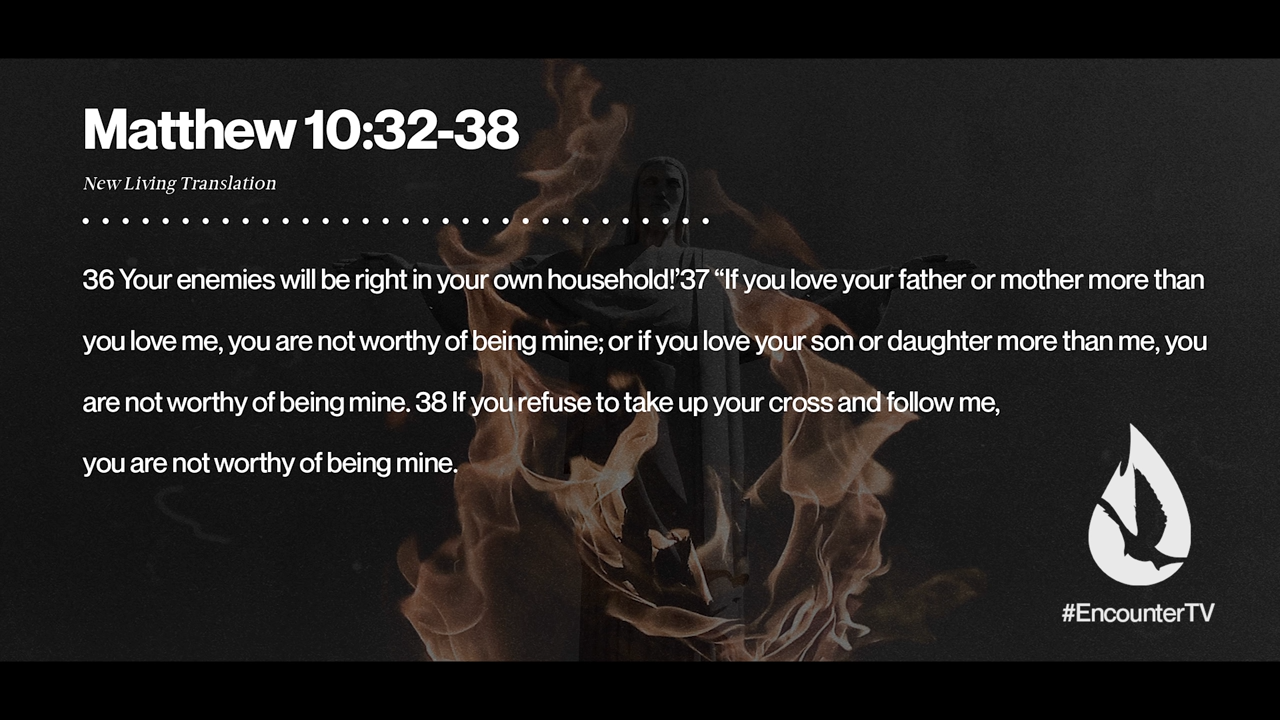 Matthew 10:32-38
New Living Translation
36 Your enemies will be right in your own household!’37 “If you love your father or mother more than
you love me, you are not worthy of being mine; or if you love your son or daughter more than me, you
are not worthy of being mine. 38 If you refuse to take up your cross and follow me,
you are not worthy of being mine.
#EncounterTV